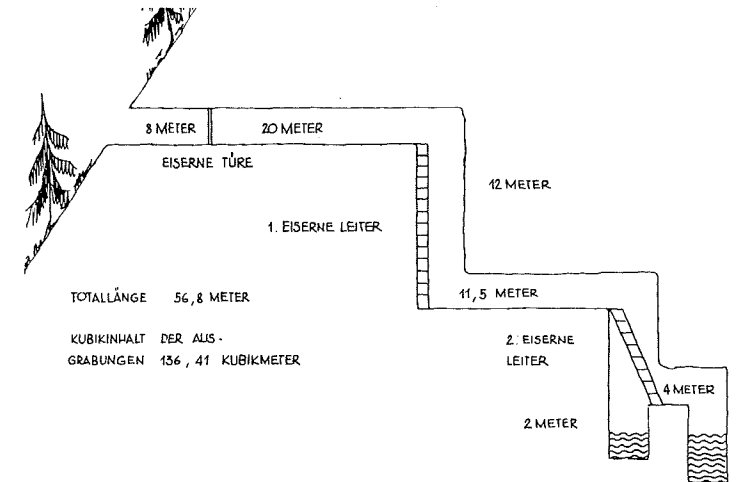 8 METER
20 METER
EISERNE TÜRE
12 METER
1. EISERNE LEITER
TOTALLÄNGE 56,8 METER
11,5 METER
KUBIKINHALT DER AUS-
GRABUNGEN 136,41 KUBIKMETER
2. EISERNE
LEITER
4 METER
2 METER